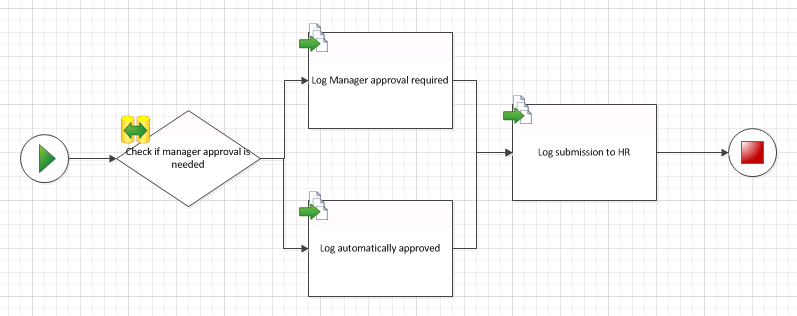 Log Manager approval required
Check if manager approval is
needed
Log submission to HR
Log automatically approved